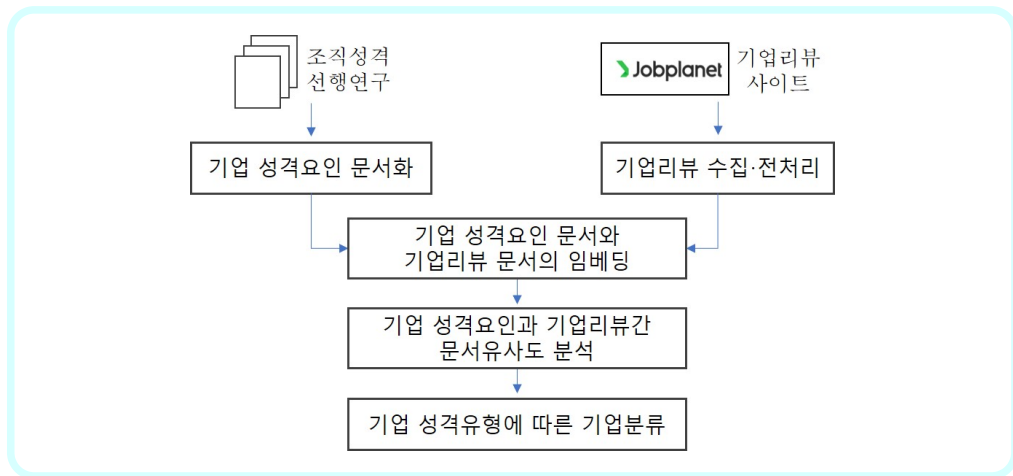 조직성격
선행연구
Jobplanet
기업리뷰
사이트
기업 성격요인 문서화
기업리뷰 수집·전처리
기업 성격요인 문서와
기업리뷰 문서의 임베딩
기업 성격요인과 기업리뷰간
문서유사도 분석
기업 성격유형에 따른 기업분류